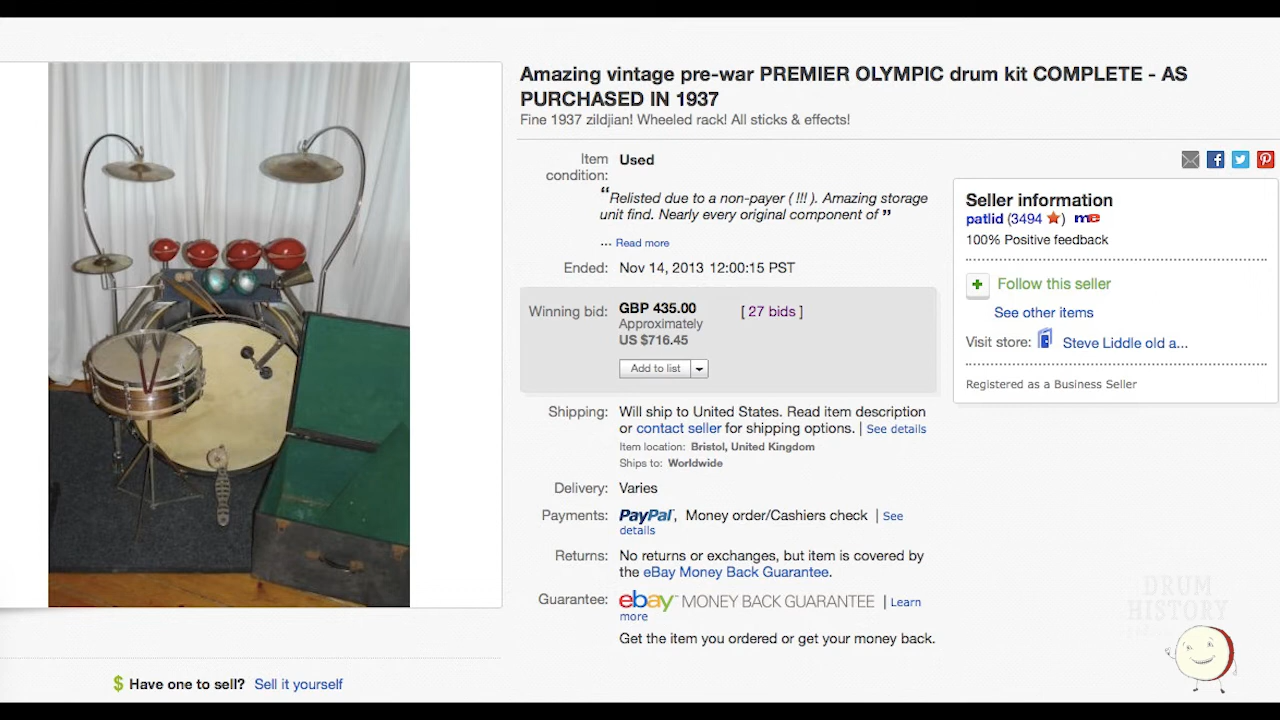 Amazing vintage pre-war PREMIER OLYMPIC drum kit COMPLETE - AS
PURCHASED IN 1937
Fine 1937 zildjian! Wheeled rack! All sticks & effects!
Item condition: Used
“Relisted due to a non-payer ( !!! ). Amazing storage
unit find. Nearly every original component of ”
... Read more
Ended: Nov 14, 2013 12:00:15 PST
Winning bid: GBP 435.00 [ 27 bids ]
Approximately
US $716.45
Add to list
Shipping: Will ship to United States. Read item description
or contact seller for shipping options. | See details
Item location: Bristol, United Kingdom
Ships to: Worldwide
Delivery: Varies
Payments: PayPal, Money order/Cashiers check | See
details
Returns: No returns or exchanges, but item is covered by
the eBay Money Back Guarantee.
Guarantee: ebay MONEY BACK GUARANTEE | Learn
more
Get the item you ordered or get your money back.
Seller information
patlid (3494 ) me
100% Positive feedback
Follow this seller
See other items
Visit store: Steve Liddle old a...
Registered as a Business Seller
$ Have one to sell? Sell it yourself
DRUM
HISTORY